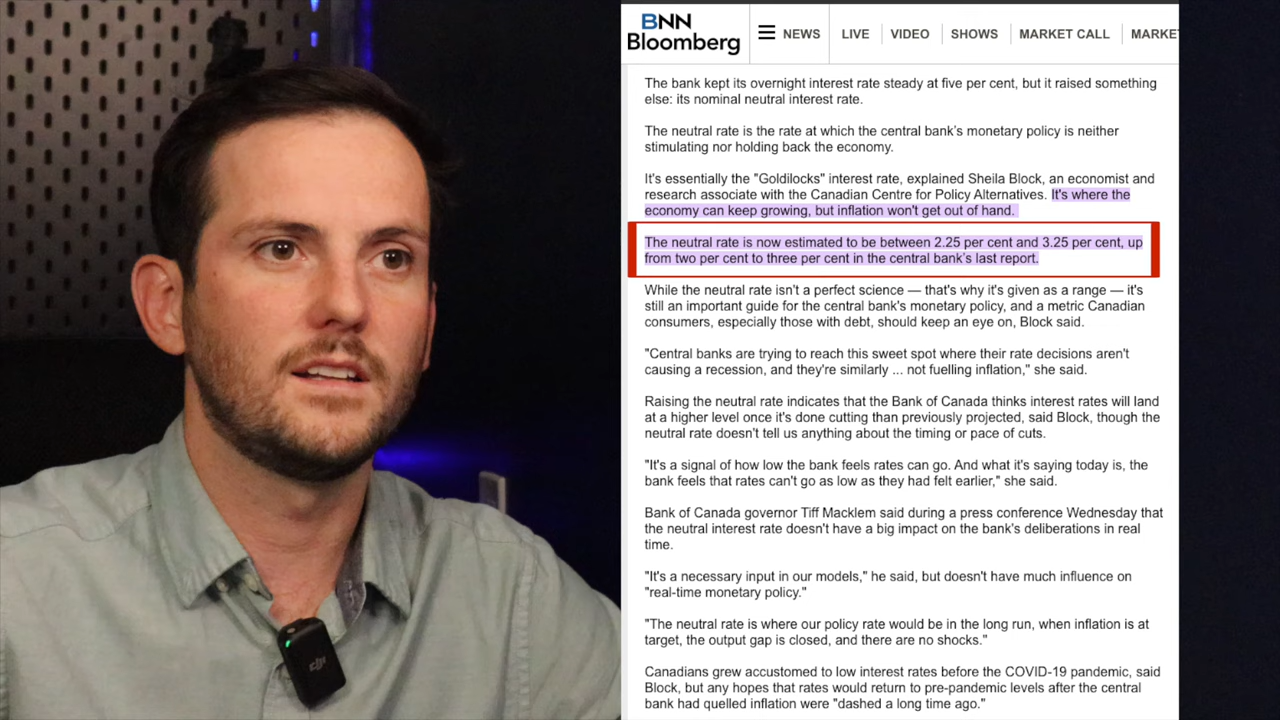 BNN
Bloomberg
NEWS
LIVE
VIDEO
SHOWS
MARKET CALL
MARKE
The bank kept its overnight interest rate steady at five per cent, but it raised something
else: its nominal neutral interest rate.
The neutral rate is the rate at which the central bank's monetary policy is neither
stimulating nor holding back the economy.
It's essentially the "Goldilocks" interest rate, explained Sheila Block, an economist and
research associate with the Canadian Centre for Policy Alternatives. It's where the
economy can keep growing, but inflation won't get out of hand.
The neutral rate is now estimated to be between 2.25 per cent and 3.25 per cent, up
from two per cent to three per cent in the central bank's last report.
While the neutral rate isn't a perfect science — that's why it's given as a range — it's
still an important guide for the central bank's monetary policy, and a metric Canadian
consumers, especially those with debt, should keep an eye on, Block said.
"Central banks are trying to reach this sweet spot where their rate decisions aren't
causing a recession, and they're similarly ... not fuelling inflation," she said.
Raising the neutral rate indicates that the Bank of Canada thinks interest rates will land
at a higher level once it's done cutting than previously projected, said Block, though the
neutral rate doesn't tell us anything about the timing or pace of cuts.
"It's a signal of how low the bank feels rates can go. And what it's saying today is, the
bank feels that rates can't go as low as they had felt earlier," she said.
Bank of Canada governor Tiff Macklem said during a press conference Wednesday that
the neutral interest rate doesn't have a big impact on the bank's deliberations in real
time.
"It's a necessary input in our models," he said, but doesn't have much influence on
"real-time monetary policy."
"The neutral rate is where our policy rate would be in the long run, when inflation is at
target, the output gap is closed, and there are no shocks."
Canadians grew accustomed to low interest rates before the COVID-19 pandemic, said
Block, but any hopes that rates would return to pre-pandemic levels after the central
bank had quelled inflation were "dashed a long time ago."
dji